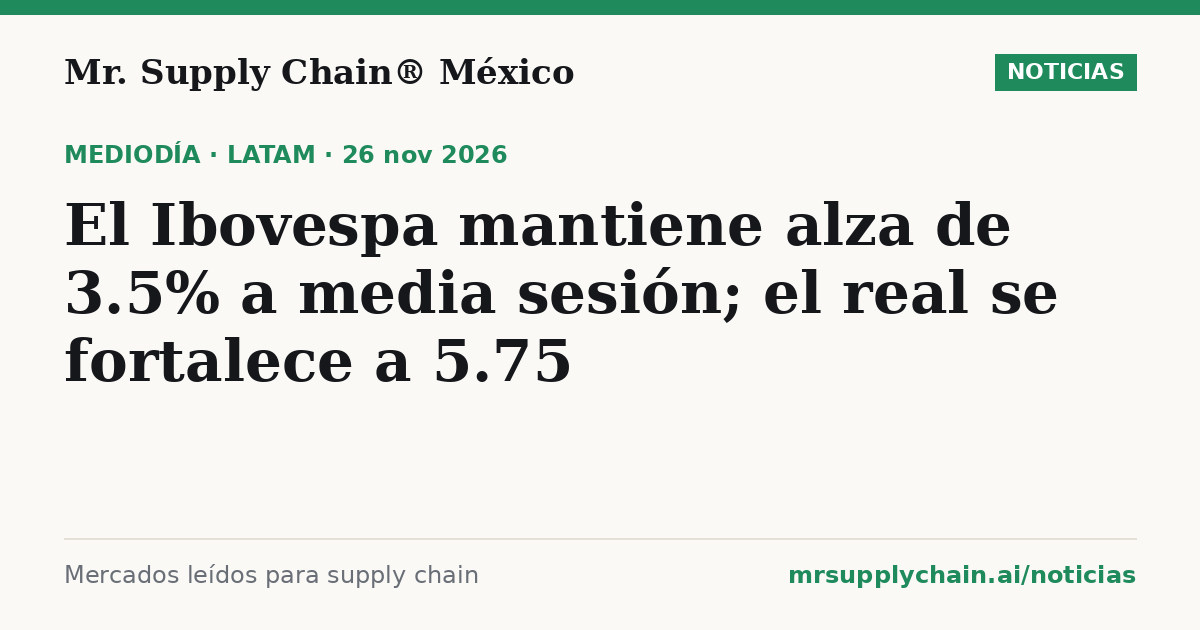 Mr. Supply Chain® México
NOTICIAS
MEDIODÍA · LATAM · 26 nov 2026
El Ibovespa mantiene alza de
3.5% a media sesión; el real se
fortalece a 5.75
Mercados leídos para supply chain
mrsupplychain.ai/noticias